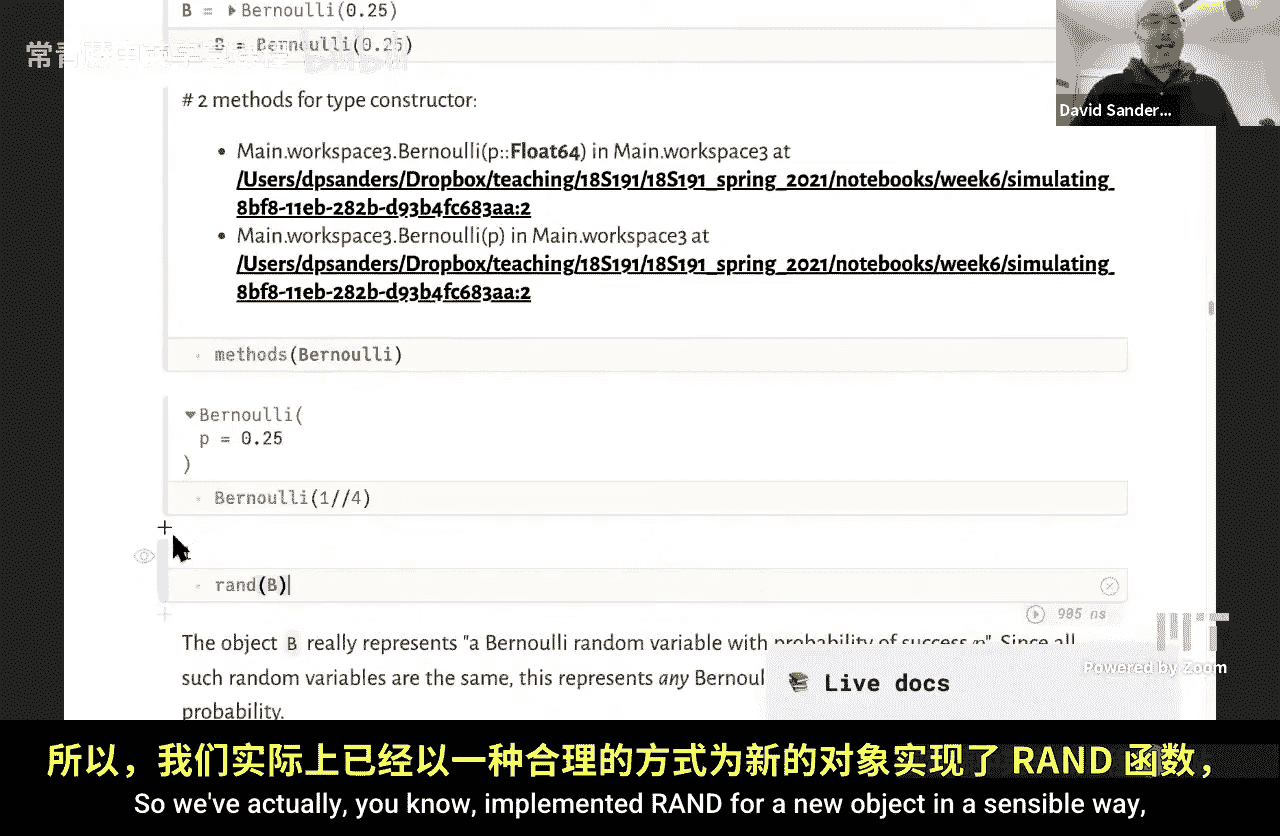 B = ▶Bernoulli(0.25)
B = Bernoulli(0.25)
David Sander...
# 2 methods for type constructor:
• Main.workspace3.Bernoulli(p::Float64) in Main.workspace3 at
/Users/dpsanders/Dropbox/teaching/18S191/18S191_spring_2021/notebooks/week6/simulating_
8bf8-11eb-282b-d93b4fc683aa:2
• Main.workspace3.Bernoulli(p) in Main.workspace3 at
/Users/dpsanders/Dropbox/teaching/18S191/18S191_spring_2021/notebooks/week6/simulating_
8bf8-11eb-282b-d93b4fc683aa:2
methods(Bernoulli)
▼Bernoulli(
p = 0.25
)
Bernoulli(1//4)
rand(B)
905 ns
The object B really represents "a Bernoulli random variable with probability of success p". Since all
such random variables are the same, this represents any Bernoul
probability.
Live docs
MIT
Powered by Zoom
所以，我们实际上已经以一种合理的方式为新的对象实现了 RAND 函数，
So we've actually, you know, implemented RAND for a new object in a sensible way,